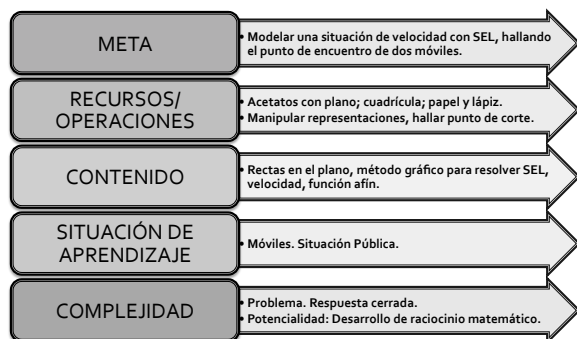 META
• Modelar una situación de velocidad con SEL, hallando
el punto de encuentro de dos móviles.
RECURSOS/
OPERACIONES
• Acetatos con plano; cuadrícula; papel y lápiz.
• Manipular representaciones, hallar punto de corte.
CONTENIDO
• Rectas en el plano, método gráfico para resolver SEL,
velocidad, función afín.
SITUACIÓN DE
APRENDIZAJE
• Móviles. Situación Pública.
COMPLEJIDAD
• Problema. Respuesta cerrada.
• Potencialidad: Desarrollo de raciocinio matemático.